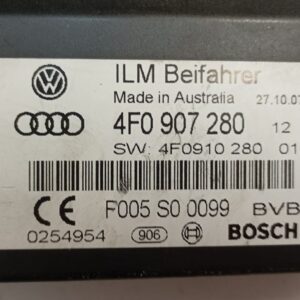 ILM Beifahrer
Made in Australia 27.10.07
4F0 907 280 12
SW: 4F0910 280 01
F005 S0 0099 BVB
0254954 906 BOSCH